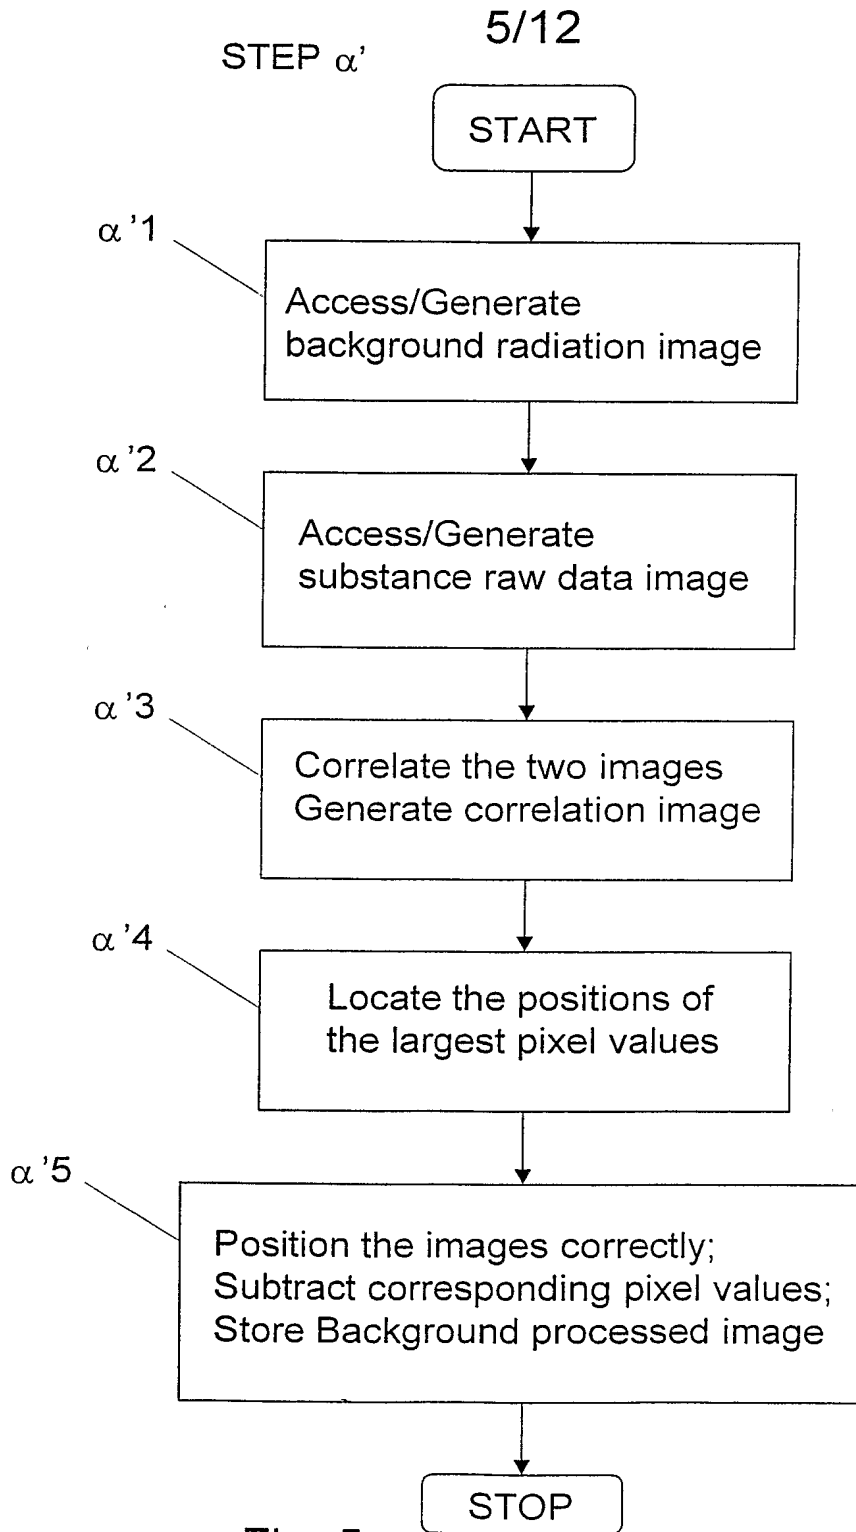 5/12
STEP α'
START
α'1
Access/Generate
background radiation image
α'2
Access/Generate
substance raw data image
α'3
Correlate the two images
Generate correlation image
α'4
Locate the positions of
the largest pixel values
α'5
Position the images correctly;
Subtract corresponding pixel values;
Store Background processed image
STOP